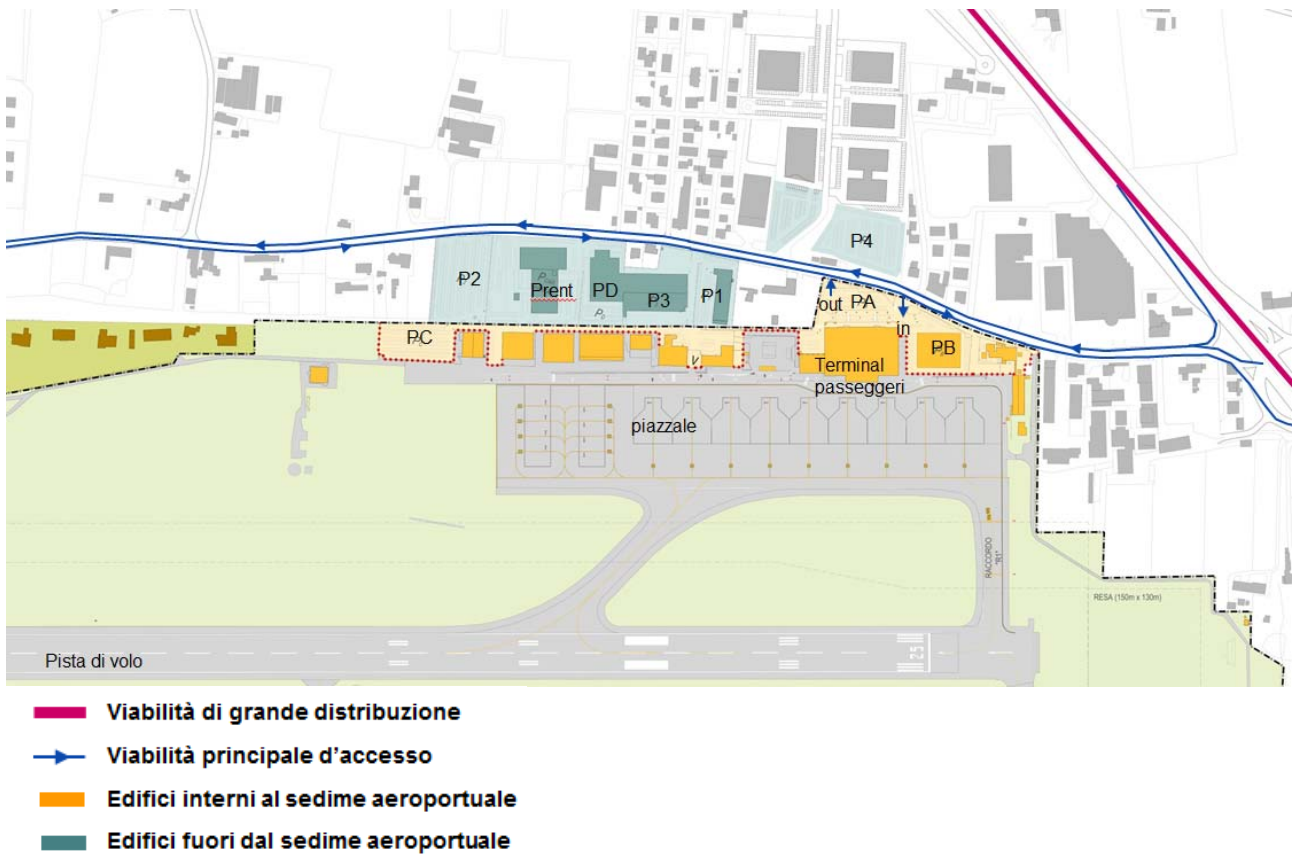 P4
P2
Prent
PD
P3
P1
out
PA
in
PC
PB
V
Terminal
passeggeri
piazzale
RACCORDO
"R1"
RESA (150m x 130m)
25
Pista di volo
Viabilità di grande distribuzione
Viabilità principale d'accesso
Edifici interni al sedime aeroportuale
Edifici fuori dal sedime aeroportuale